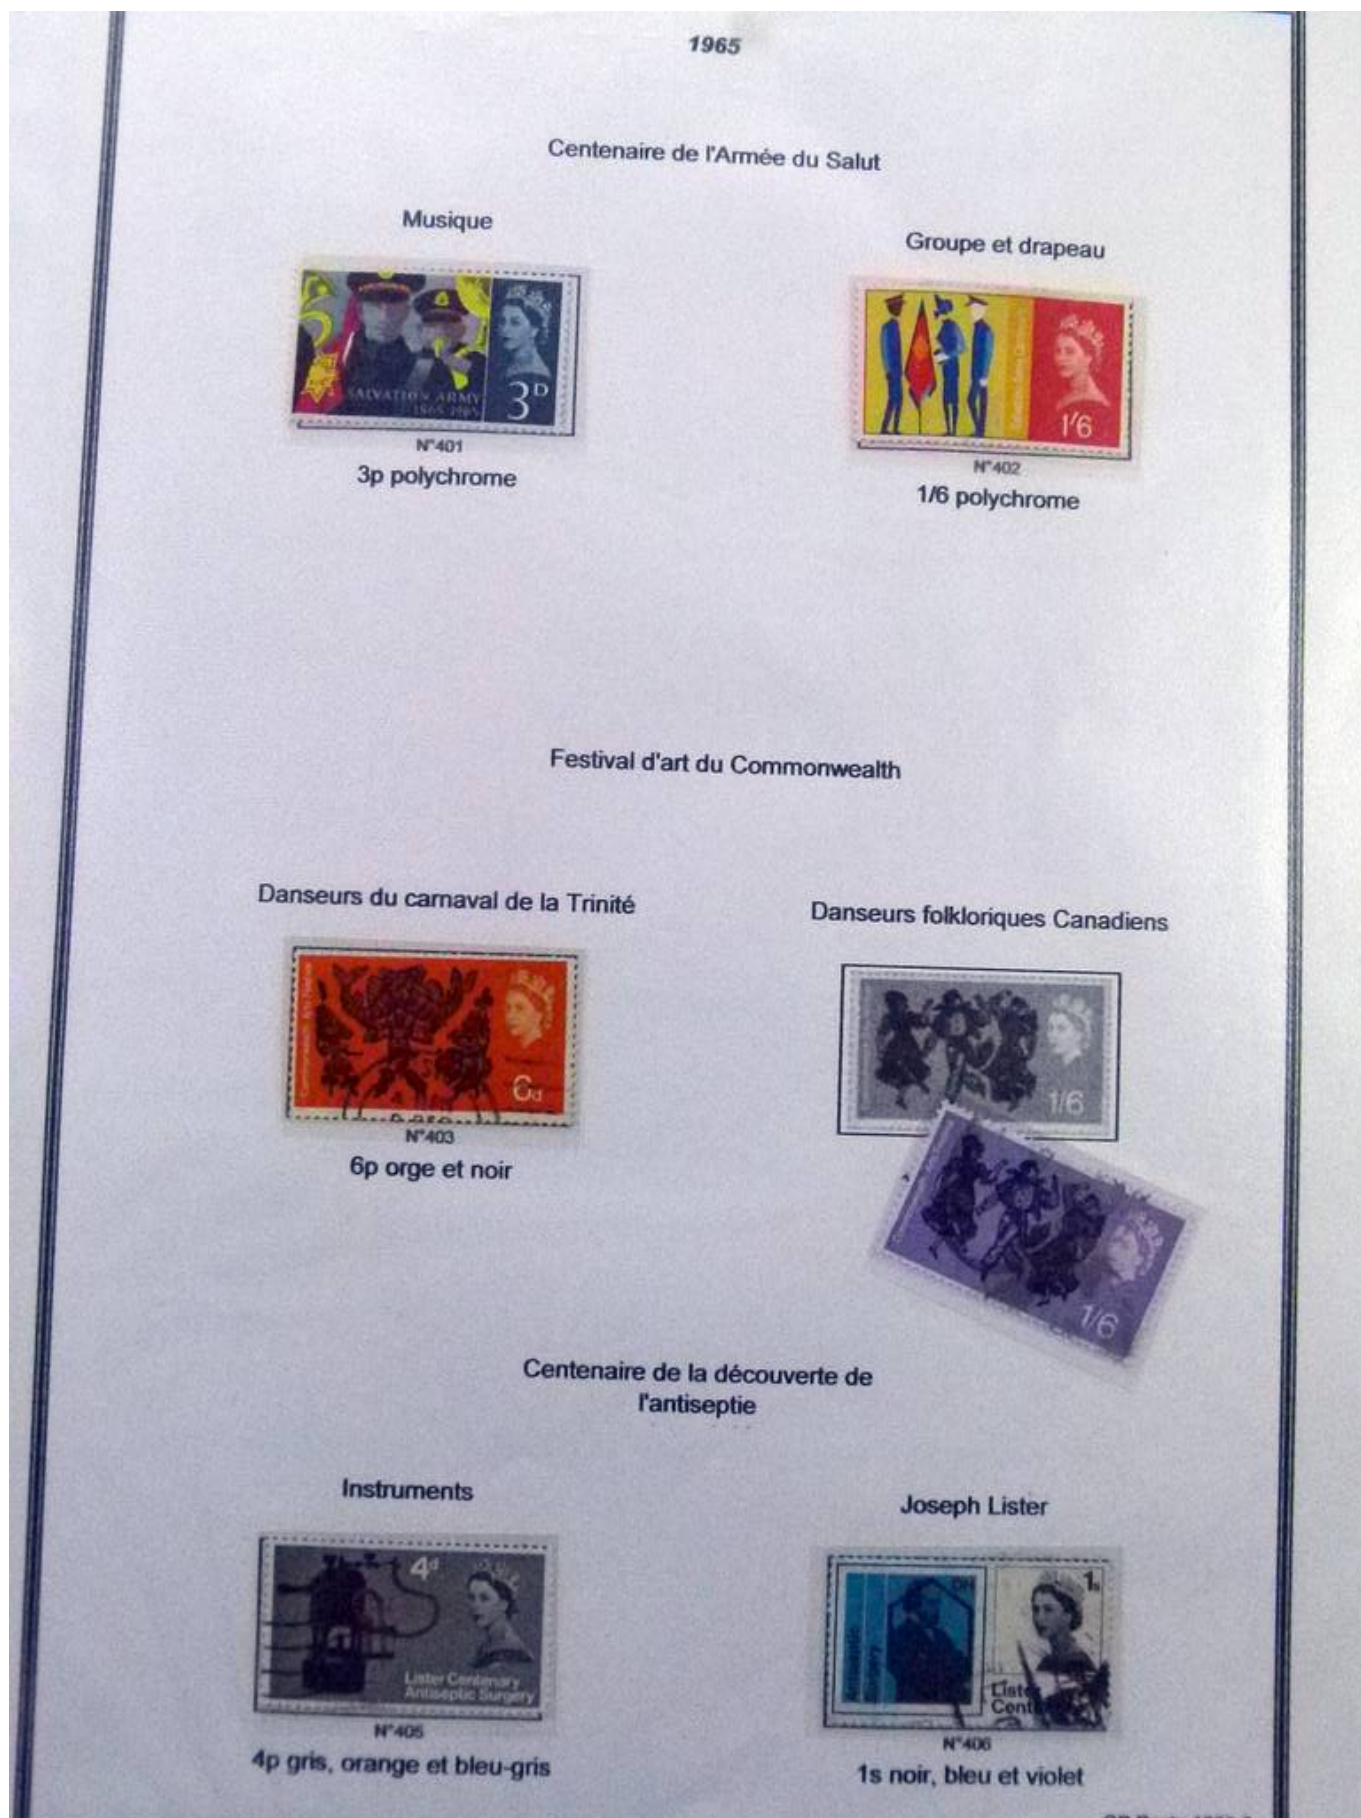 1965
Centenaire de l'Armée du Salut
Musique
Groupe et drapeau
SALVATION ARMY
1865 1965
3D
1'6
N°401
3p polychrome
N°402
1/6 polychrome
Festival d'art du Commonwealth
Danseurs du carnaval de la Trinité
Danseurs folkloriques Canadiens
6d
1/6
N°403
6p orge et noir
1/6
Centenaire de la découverte de
l'antiseptie
Instruments
Joseph Lister
4d
Lister Centenary
Antiseptic Surgery
1s
N°405
4p gris, orange et bleu-gris
N°406
1s noir, bleu et violet